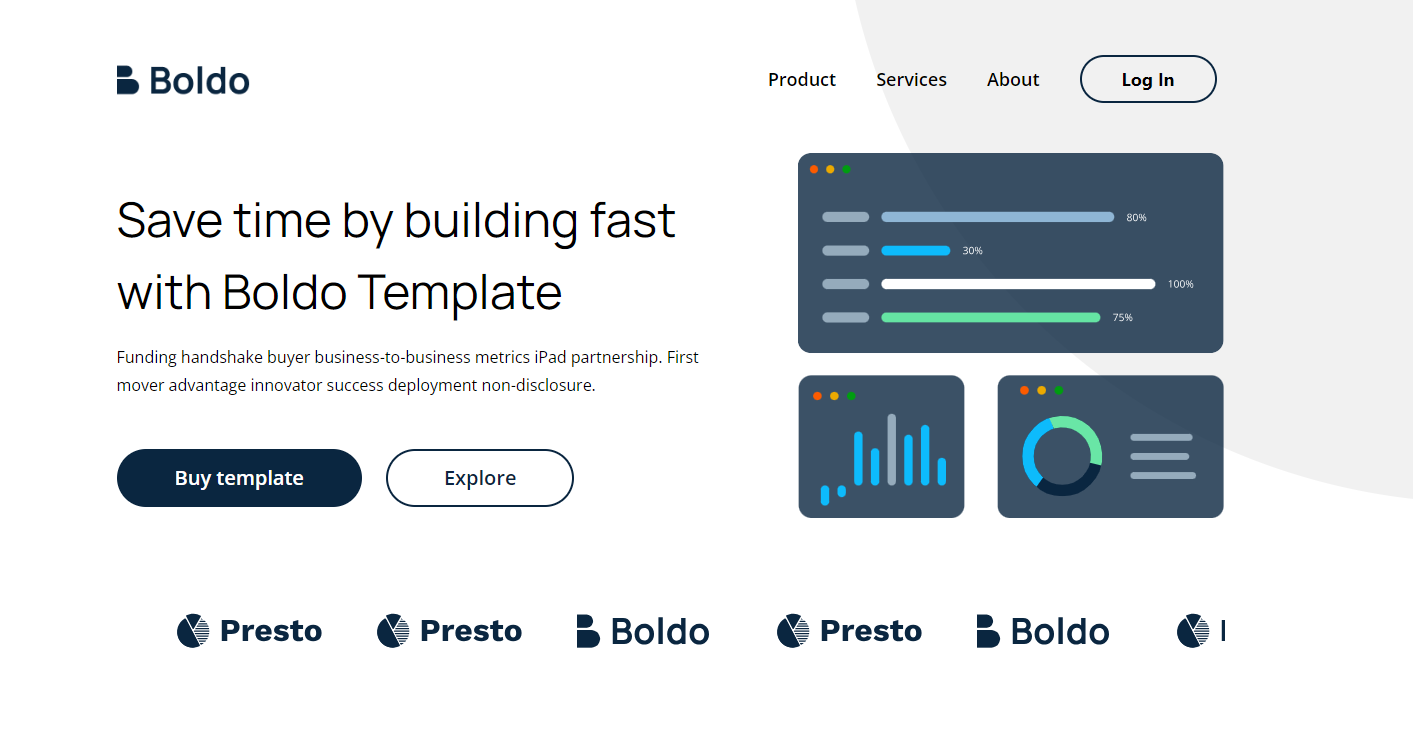 Boldo
Product Services About Log In
Save time by building fast
with Boldo Template
Funding handshake buyer business-to-business metrics iPad partnership. First
mover advantage innovator success deployment non-disclosure.
Buy template Explore
80%
30%
100%
75%
Presto Presto Boldo Presto Boldo